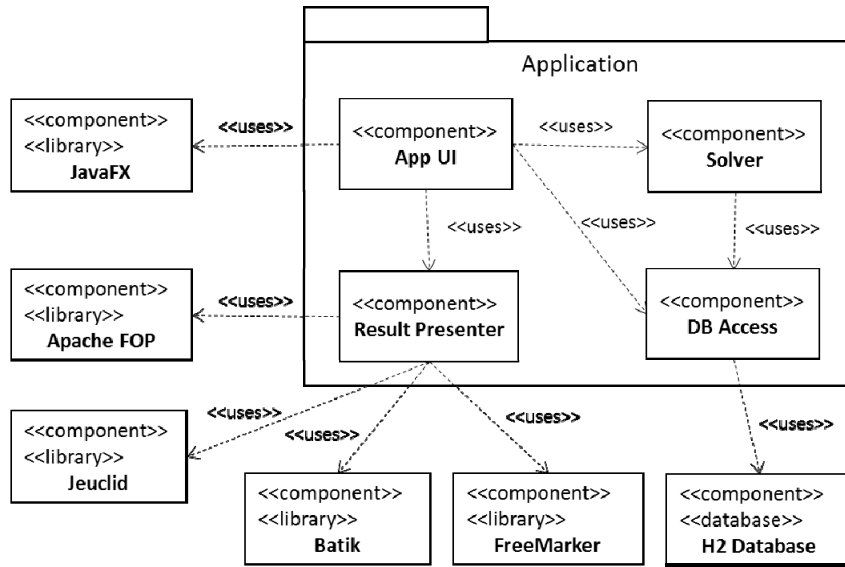 Application
<<component>>
<<library>>
JavaFX
<<uses>>
<<component>>
App UI
<<uses>>
<<component>>
Solver
<<uses>>
<<uses>>
<<uses>>
<<component>>
<<library>>
Apache FOP
<<uses>>
<<component>>
Result Presenter
<<component>>
DB Access
<<uses>>
<<uses>>
<<uses>>
<<uses>>
<<component>>
<<library>>
Jeuclid
<<component>>
<<library>>
Batik
<<component>>
<<library>>
FreeMarker
<<component>>
<<database>>
H2 Database